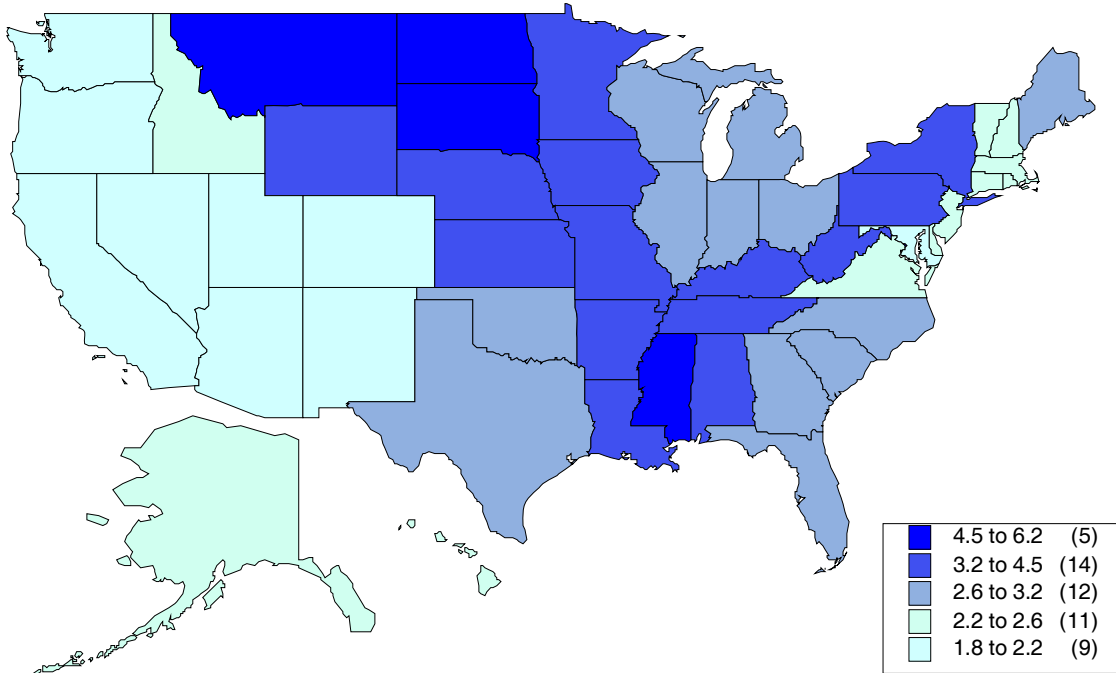 4.5 to 6.2 (5)
3.2 to 4.5 (14)
2.6 to 3.2 (12)
2.2 to 2.6 (11)
1.8 to 2.2 (9)